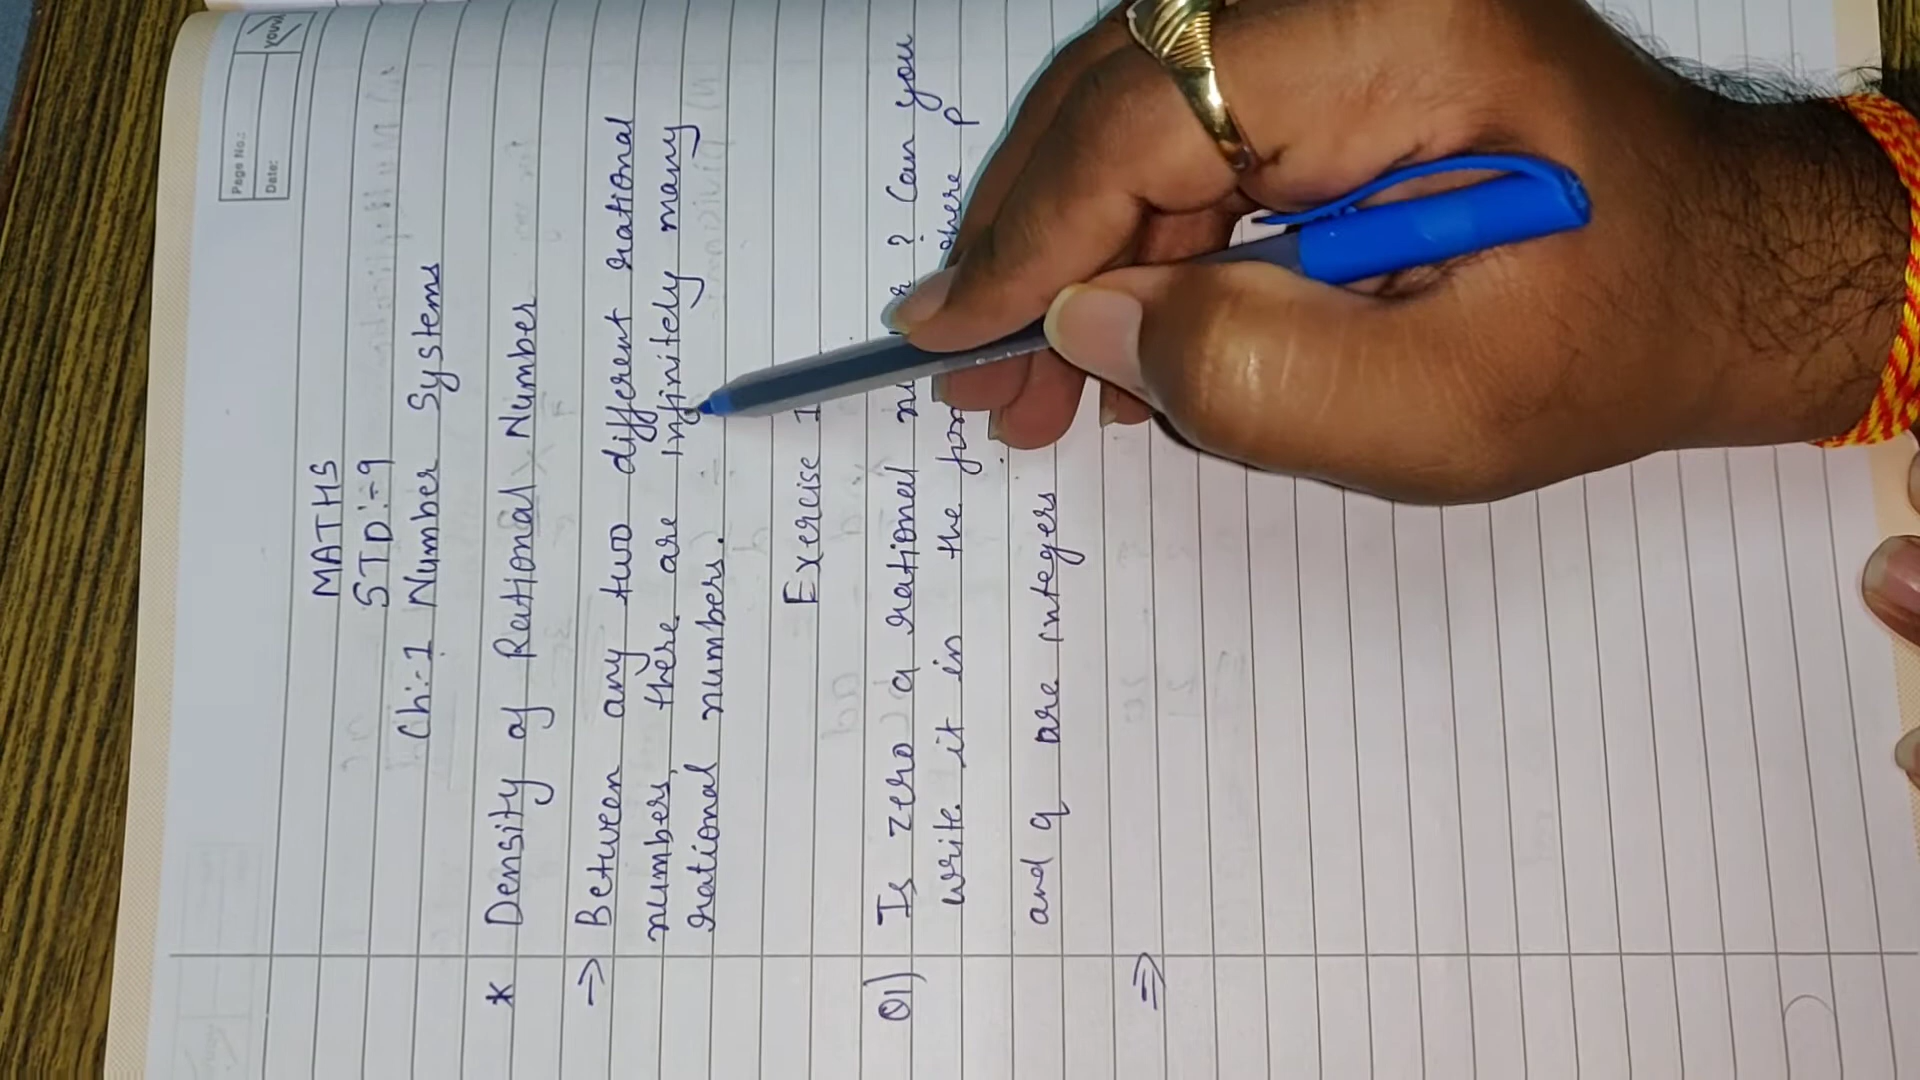 youva
Page No.:
Date:
MATHS
STD:-9
Ch:-1 Number Systems
* Density of Rational Number
→ Between any two different rational
numbers, there are infinitely many
rational numbers.
Exercise 1
Q1) Is zero a rational ? Can you
write it in the where P
and q are integers
⇒